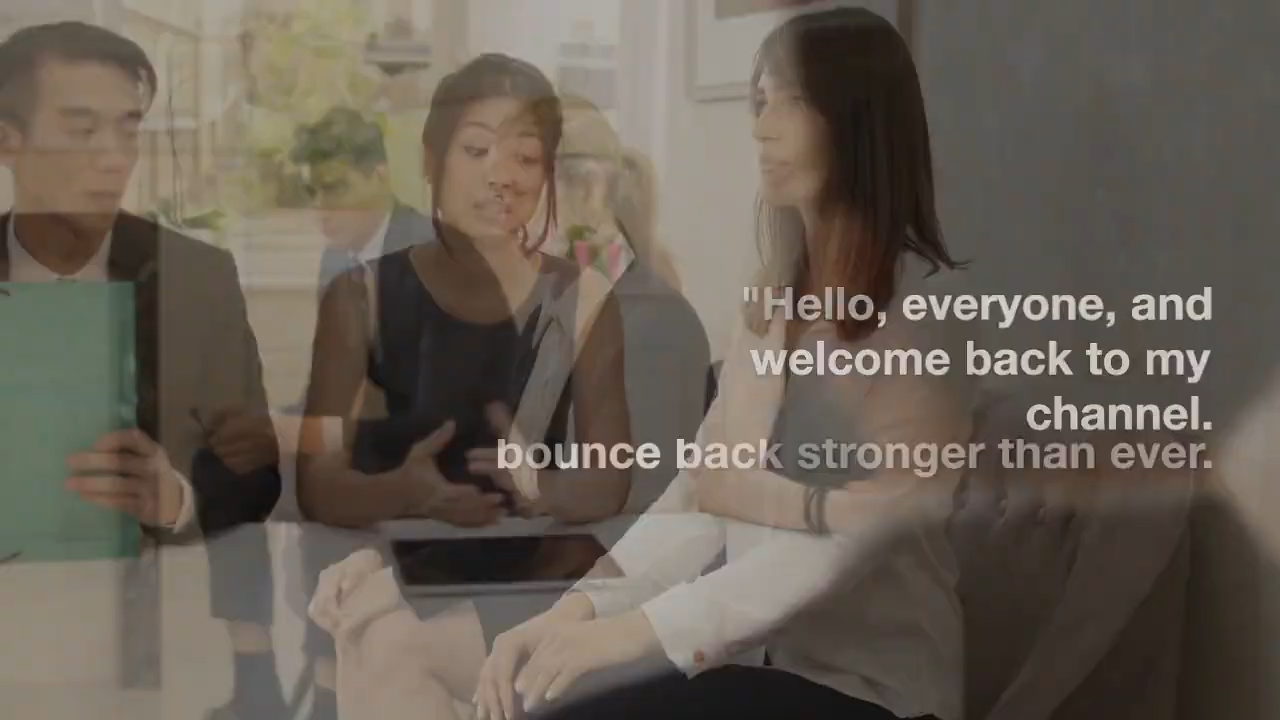 "Hello, everyone, and
welcome back to my
channel.
bounce back stronger than ever.